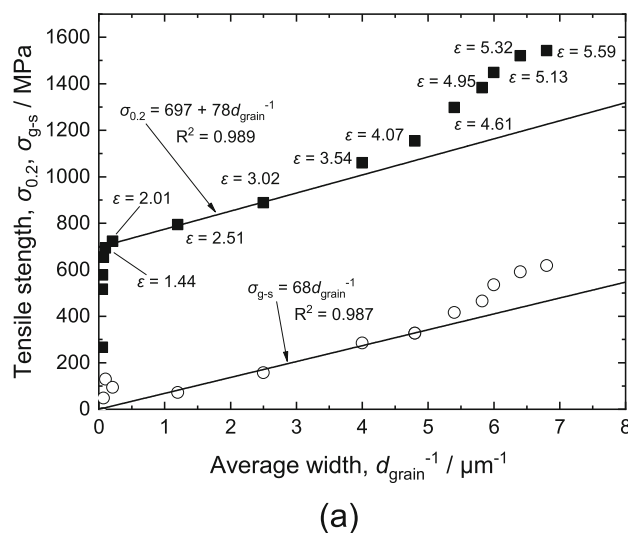 1600
1400
1200
1000
800
600
400
200
0
Tensile stength, σ0.2, σg-s / MPa
ε = 5.32
ε = 5.59
ε = 4.95
ε = 5.13
σ0.2 = 697 + 78dgrain-1
R2 = 0.989
ε = 4.07
ε = 4.61
ε = 3.54
ε = 3.02
ε = 2.01
ε = 2.51
ε = 1.44
σg-s = 68dgrain-1
R2 = 0.987
0 1 2 3 4 5 6 7 8
Average width, dgrain-1 / μm-1
(a)